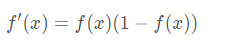 f′(x) = f(x)(1 − f(x))